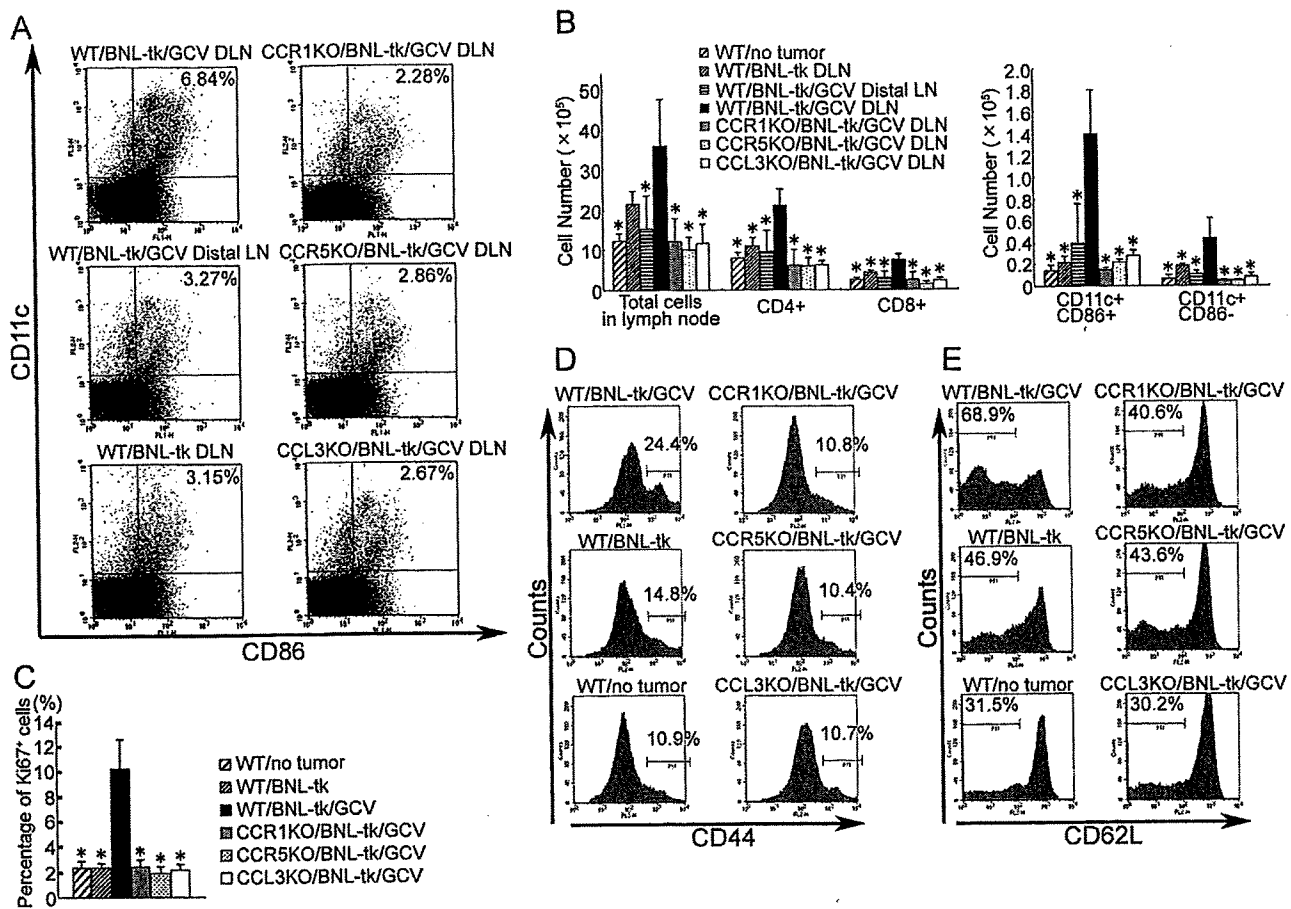 A
WT/BNL-tk/GCV DLN
6.84%
CCR1KO/BNL-tk/GCV DLN
2.28%
WT/BNL-tk/GCV Distal LN
3.27%
CCR5KO/BNL-tk/GCV DLN
2.86%
WT/BNL-tk DLN
3.15%
CCL3KO/BNL-tk/GCV DLN
2.67%
CD11c
CD86
B
WT/no tumor
WT/BNL-tk DLN
WT/BNL-tk/GCV Distal LN
WT/BNL-tk/GCV DLN
CCR1KO/BNL-tk/GCV DLN
CCR5KO/BNL-tk/GCV DLN
CCL3KO/BNL-tk/GCV DLN
Cell Number (×10⁵)
50
40
30
20
10
0
Total cells
in lymph node
CD4+
CD8+
Cell Number (×10⁵)
2.0
1.8
1.6
1.4
1.2
1.0
0.8
0.6
0.4
0.2
0
CD11c+
CD86+
CD11c+
CD86-
C
Percentage of Ki67⁺ cells (%)
14
12
10
8
6
4
2
0
WT/no tumor
WT/BNL-tk
WT/BNL-tk/GCV
CCR1KO/BNL-tk/GCV
CCR5KO/BNL-tk/GCV
CCL3KO/BNL-tk/GCV
D
WT/BNL-tk/GCV
24.4%
CCR1KO/BNL-tk/GCV
10.8%
WT/BNL-tk
14.8%
CCR5KO/BNL-tk/GCV
10.4%
WT/no tumor
10.9%
CCL3KO/BNL-tk/GCV
10.7%
Counts
CD44
E
WT/BNL-tk/GCV
68.9%
CCR1KO/BNL-tk/GCV
40.6%
WT/BNL-tk
46.9%
CCR5KO/BNL-tk/GCV
43.6%
WT/no tumor
31.5%
CCL3KO/BNL-tk/GCV
30.2%
Counts
CD62L